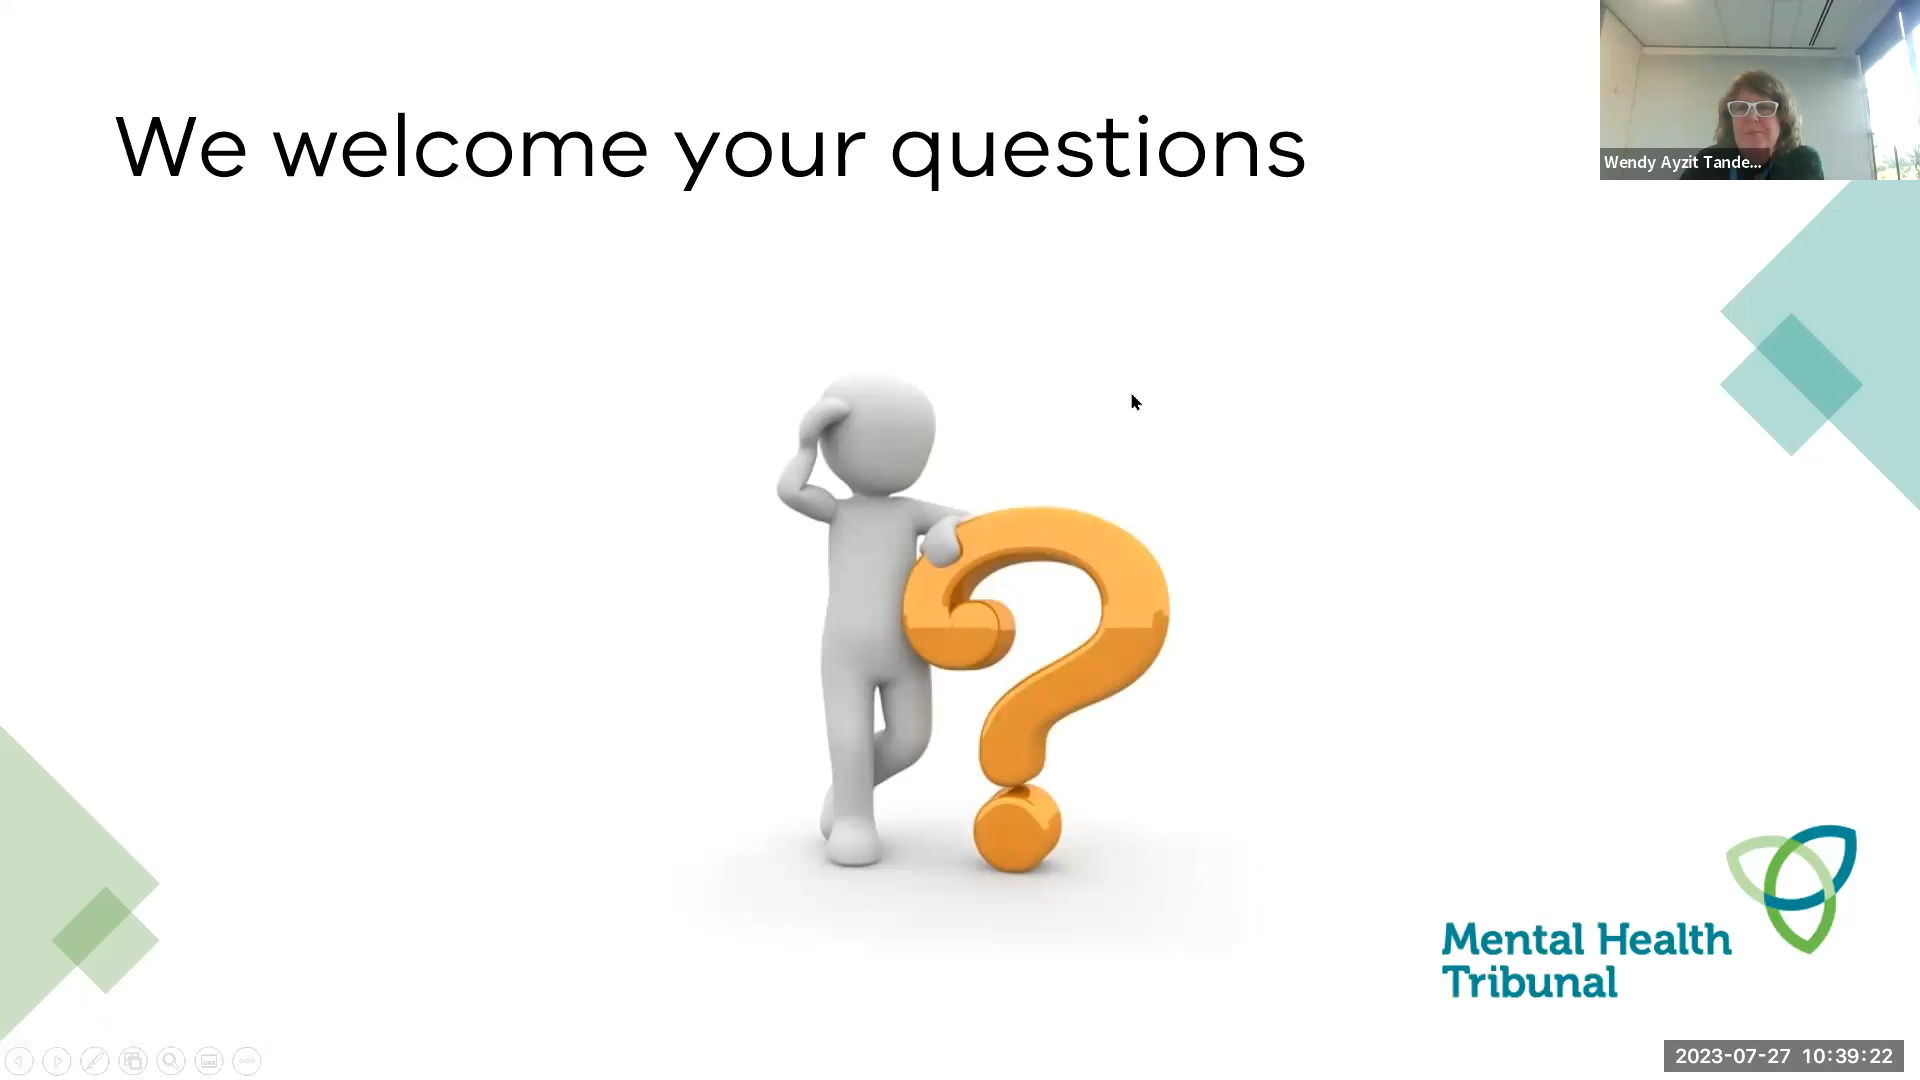 We welcome your questions
Wendy Ayzit Tande...
Mental Health
Tribunal
2023-07-27 10:39:22